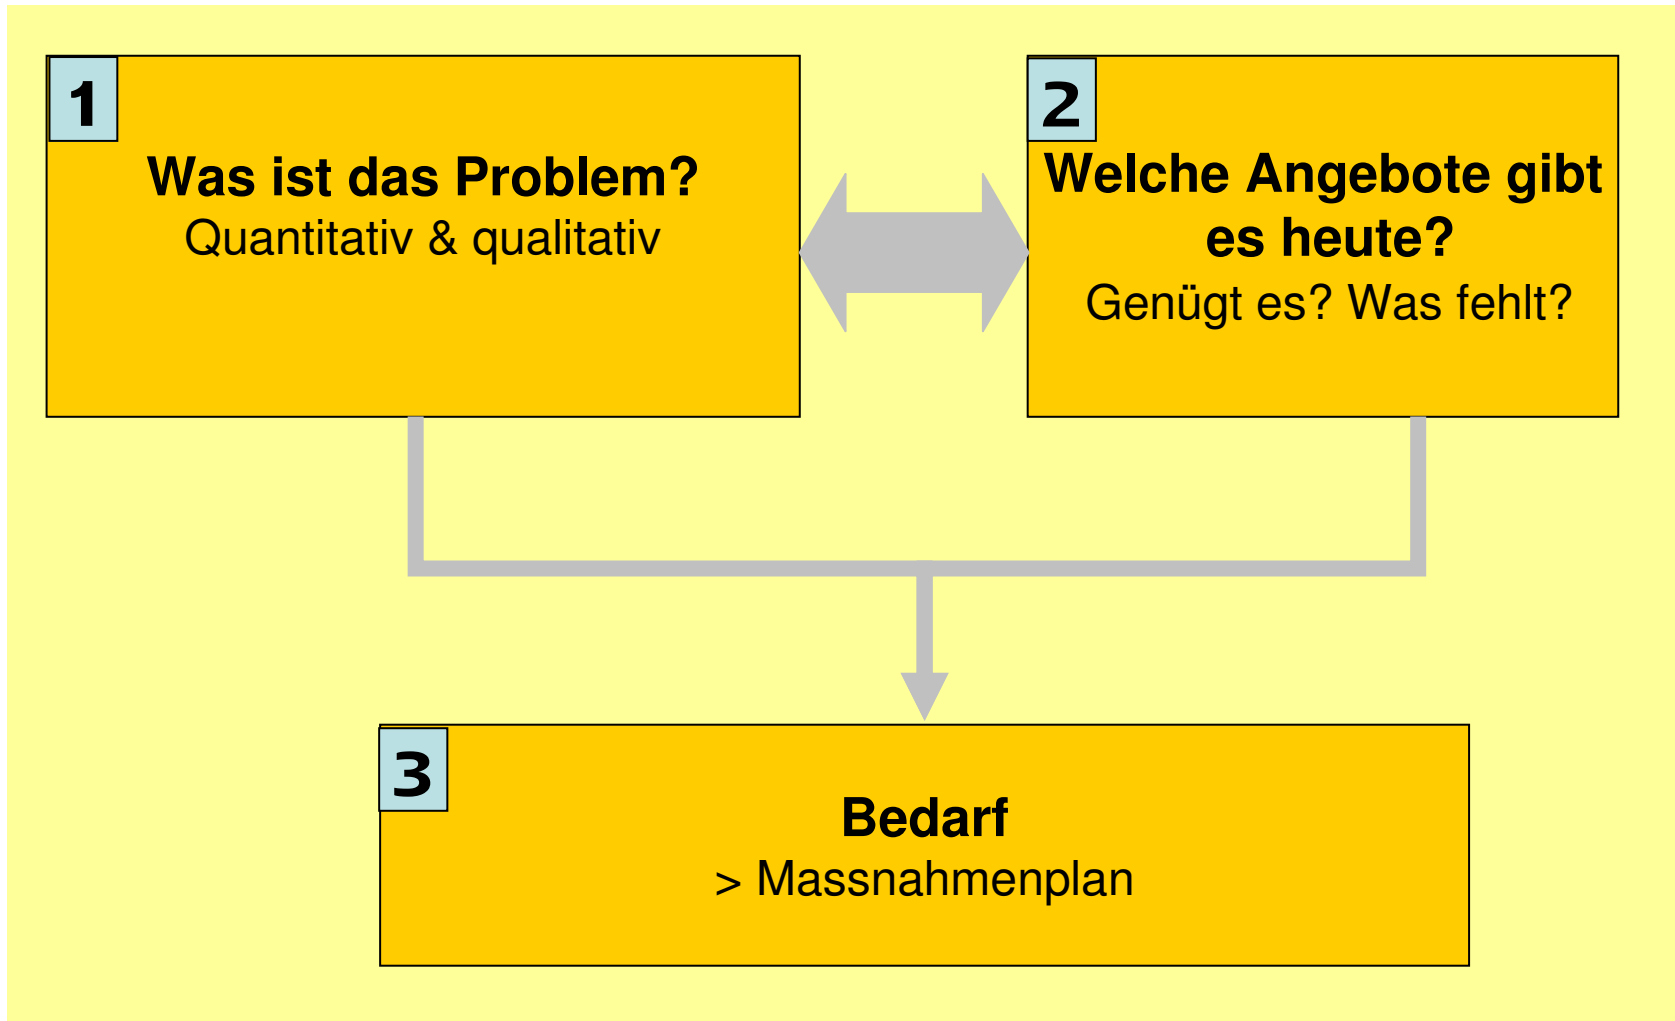 1
Was ist das Problem?
Quantitativ & qualitativ
2
Welche Angebote gibt
es heute?
Genügt es? Was fehlt?
3
Bedarf
> Massnahmenplan